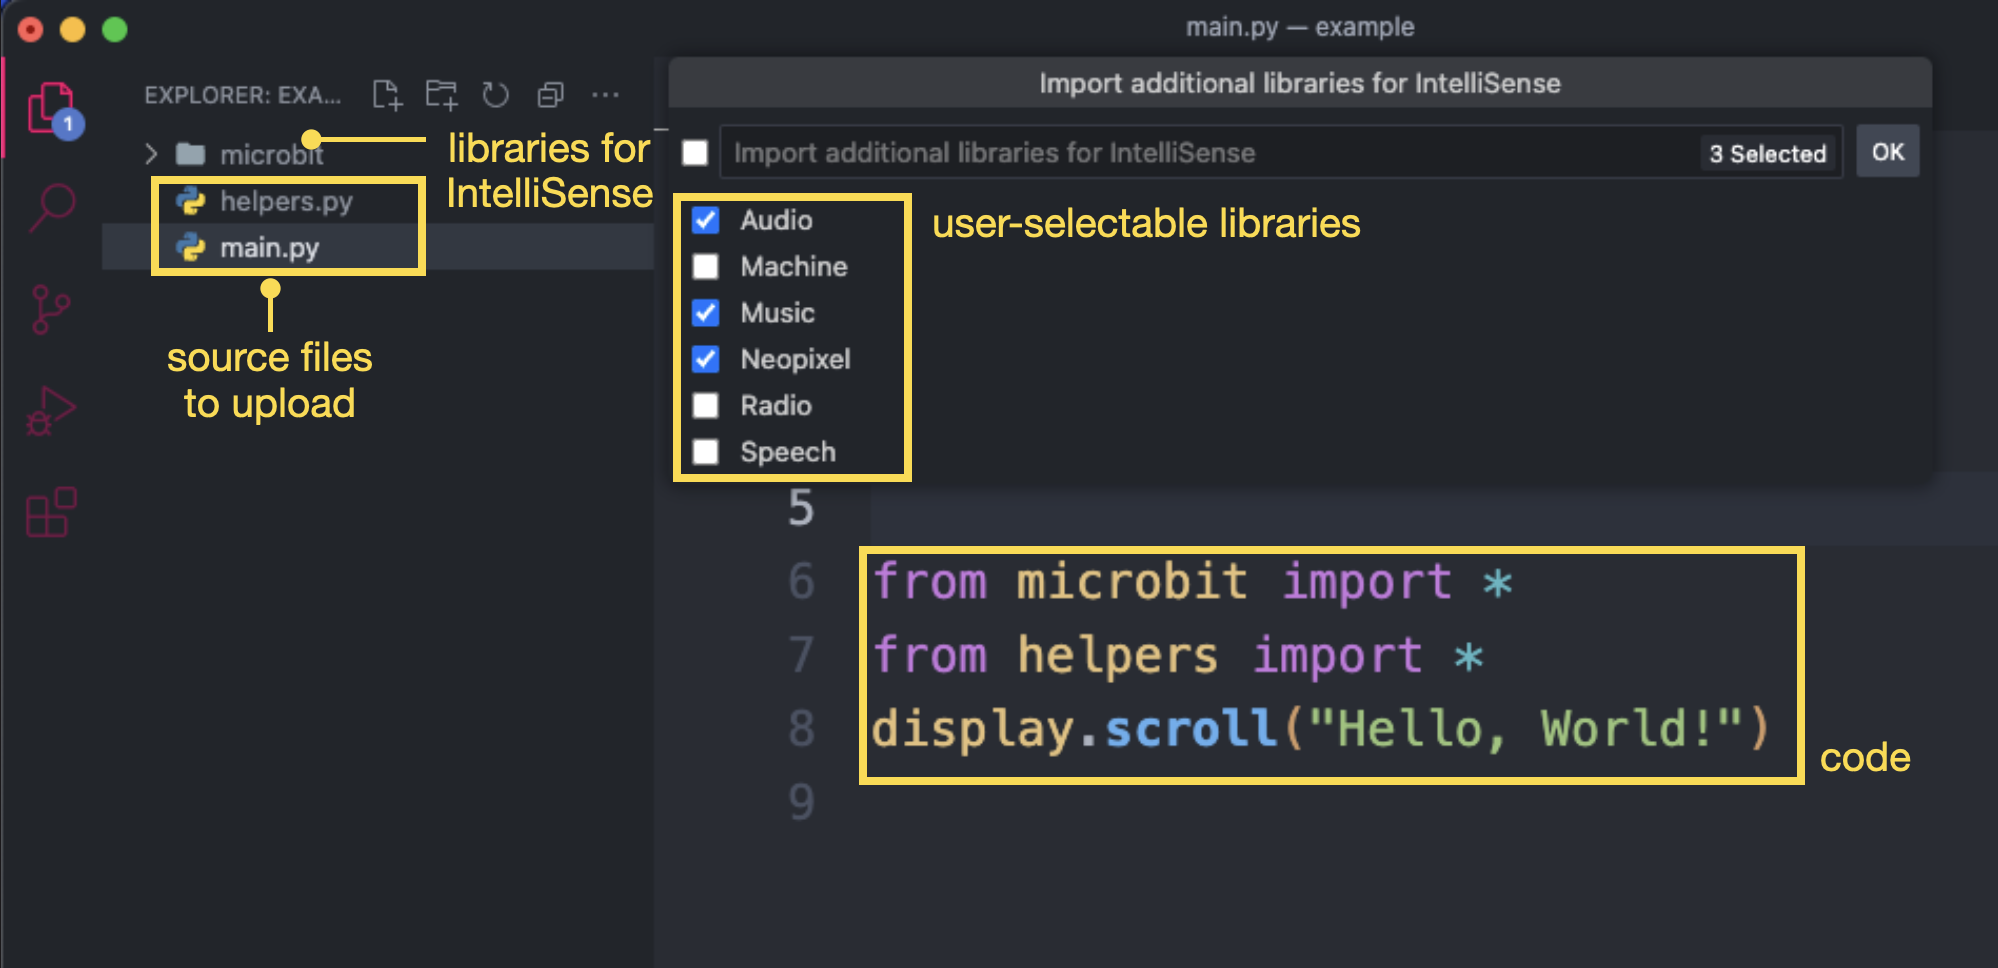 main.py — example
EXPLORER: EXA...
1
microbit
helpers.py
main.py
libraries for
IntelliSense
source files
to upload
Import additional libraries for IntelliSense
Import additional libraries for IntelliSense
3 Selected
OK
Audio
Machine
Music
Neopixel
Radio
Speech
user-selectable libraries
5
6 from microbit import *
7 from helpers import *
8 display.scroll("Hello, World!")
9
code